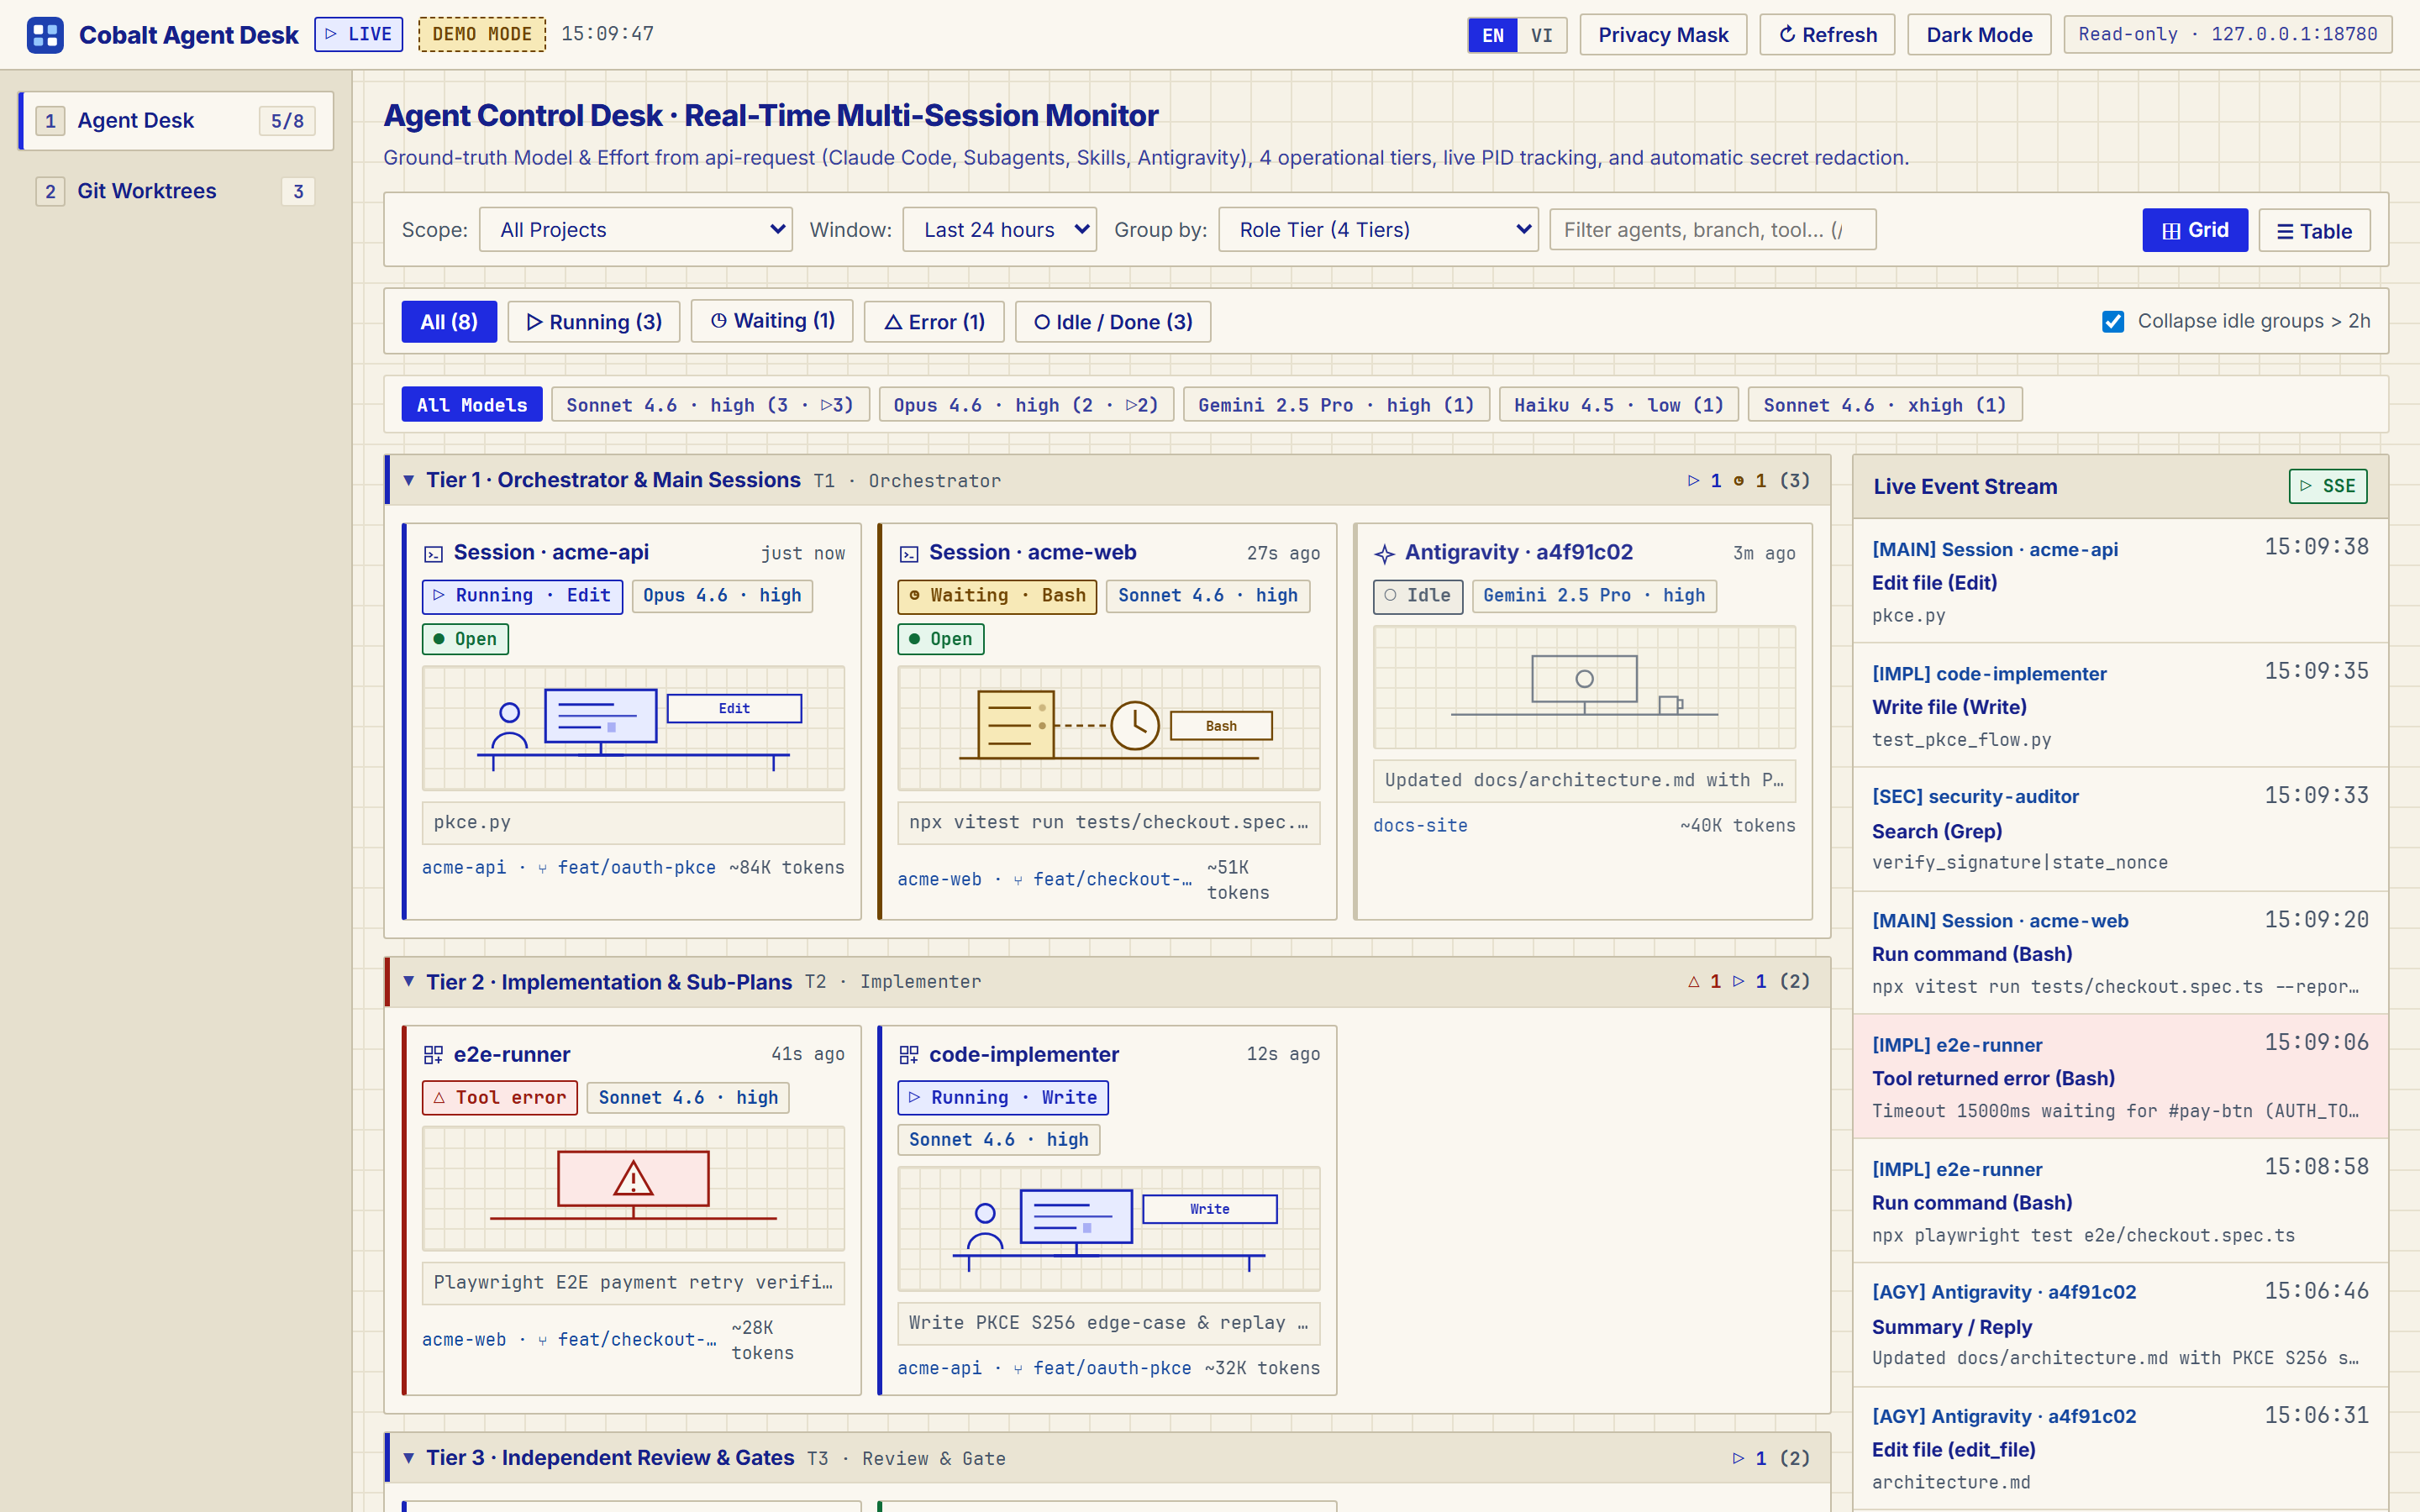 Cobalt Agent Desk
▷ LIVE
DEMO MODE
15:09:47
EN
VI
Privacy Mask
↻ Refresh
Dark Mode
Read-only · 127.0.0.1:18780
1 Agent Desk 5/8
2 Git Worktrees 3
Agent Control Desk · Real-Time Multi-Session Monitor
Ground-truth Model & Effort from api-request (Claude Code, Subagents, Skills, Antigravity), 4 operational tiers, live PID tracking, and automatic secret redaction.
Scope: All Projects Window: Last 24 hours Group by: Role Tier (4 Tiers) Filter agents, branch, tool... (/
Grid
☰ Table
All (8)
▷ Running (3)
◷ Waiting (1)
△ Error (1)
○ Idle / Done (3)
Collapse idle groups > 2h
All Models
Sonnet 4.6 · high (3 · ▷3)
Opus 4.6 · high (2 · ▷2)
Gemini 2.5 Pro · high (1)
Haiku 4.5 · low (1)
Sonnet 4.6 · xhigh (1)
▼ Tier 1 · Orchestrator & Main Sessions T1 · Orchestrator ▷ 1 ◷ 1 (3)
Session · acme-api just now
▷ Running · Edit Opus 4.6 · high
● Open
Edit
pkce.py
acme-api · ⑂ feat/oauth-pkce ~84K tokens
Session · acme-web 27s ago
◷ Waiting · Bash Sonnet 4.6 · high
● Open
Bash
npx vitest run tests/checkout.spec.…
acme-web · ⑂ feat/checkout-… ~51K tokens
Antigravity · a4f91c02 3m ago
○ Idle Gemini 2.5 Pro · high
Updated docs/architecture.md with P…
docs-site ~40K tokens
▼ Tier 2 · Implementation & Sub-Plans T2 · Implementer △ 1 ▷ 1 (2)
e2e-runner 41s ago
△ Tool error Sonnet 4.6 · high
Playwright E2E payment retry verifi…
acme-web · ⑂ feat/checkout-… ~28K tokens
code-implementer 12s ago
▷ Running · Write
Sonnet 4.6 · high
Write
Write PKCE S256 edge-case & replay …
acme-api · ⑂ feat/oauth-pkce ~32K tokens
▼ Tier 3 · Independent Review & Gates T3 · Review & Gate ▷ 1 (2)
Live Event Stream ▷ SSE
[MAIN] Session · acme-api 15:09:38
Edit file (Edit)
pkce.py
[IMPL] code-implementer 15:09:35
Write file (Write)
test_pkce_flow.py
[SEC] security-auditor 15:09:33
Search (Grep)
verify_signature|state_nonce
[MAIN] Session · acme-web 15:09:20
Run command (Bash)
npx vitest run tests/checkout.spec.ts --repor…
[IMPL] e2e-runner 15:09:06
Tool returned error (Bash)
Timeout 15000ms waiting for #pay-btn (AUTH_TO…
[IMPL] e2e-runner 15:08:58
Run command (Bash)
npx playwright test e2e/checkout.spec.ts
[AGY] Antigravity · a4f91c02 15:06:46
Summary / Reply
Updated docs/architecture.md with PKCE S256 s…
[AGY] Antigravity · a4f91c02 15:06:31
Edit file (edit_file)
architecture.md